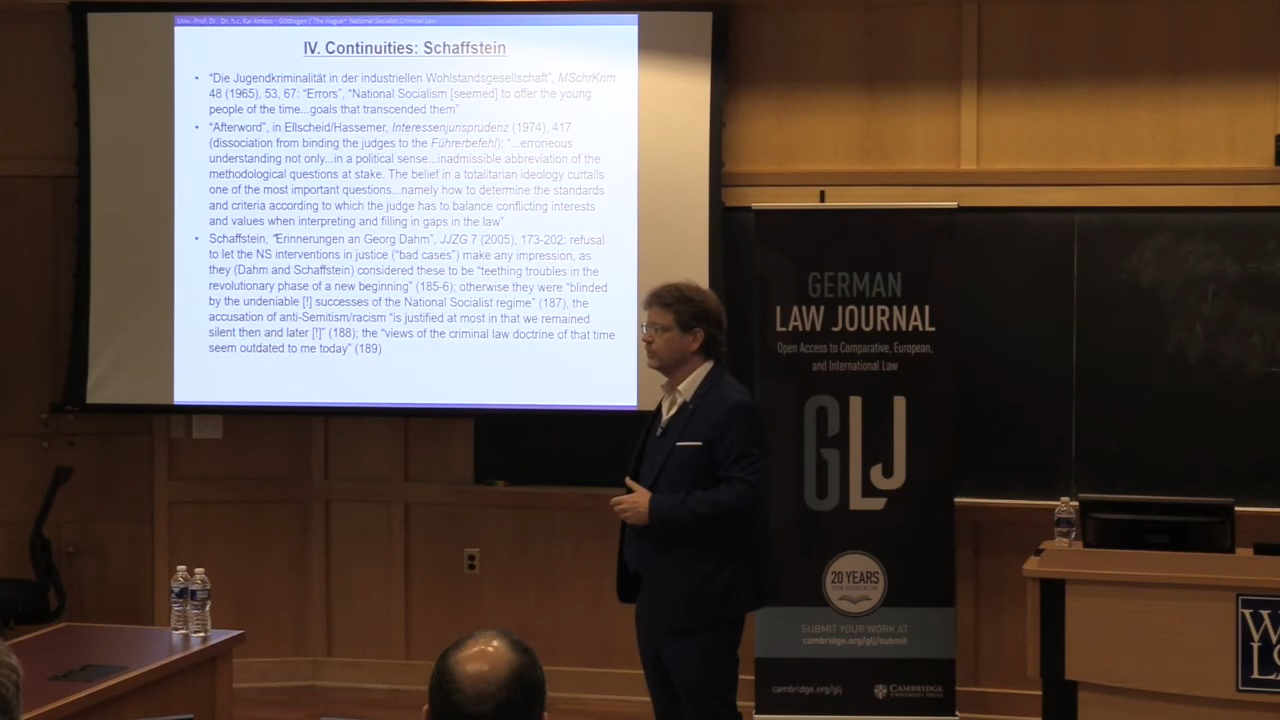 Univ.-Prof. Dr. Dr. h.c. Kai Ambos - Göttingen / The Hague* National Socialist Criminal Law
IV. Continuities: Schaffstein
• "Die Jugendkriminalität in der industriellen Wohlstandsgesellschaft", MSchrKrim
48 (1965), 53, 67: "Errors", "National Socialism [seemed] to offer the young
people of the time...goals that transcended them"
• "Afterword", in Ellscheid/Hassemer, Interessenjurisprudenz (1974), 417
(dissociation from binding the judges to the Führerbefehl): "...erroneous
understanding not only...in a political sense...inadmissible abbreviation of the
methodological questions at stake. The belief in a totalitarian ideology curtails
one of the most important questions...namely how to determine the standards
and criteria according to which the judge has to balance conflicting interests
and values when interpreting and filling in gaps in the law"
• Schaffstein, "Erinnerungen an Georg Dahm", JJZG 7 (2005), 173-202: refusal
to let the NS interventions in justice ("bad cases") make any impression, as
they (Dahm and Schaffstein) considered these to be "teething troubles in the
revolutionary phase of a new beginning" (185-6); otherwise they were "blinded
by the undeniable [!] successes of the National Socialist regime" (187), the
accusation of anti-Semitism/racism "is justified at most in that we remained
silent then and later [!]" (188); the "views of the criminal law doctrine of that time
seem outdated to me today" (189)
GERMAN
LAW JOURNAL
Open Access to Comparative, European,
and International Law
GLJ
20 YEARS
SUBMIT YOUR WORK AT
cambridge.org/glj/submit
cambridge.org/glj
CAMBRIDGE
UNIVERSITY PRESS
W
LS